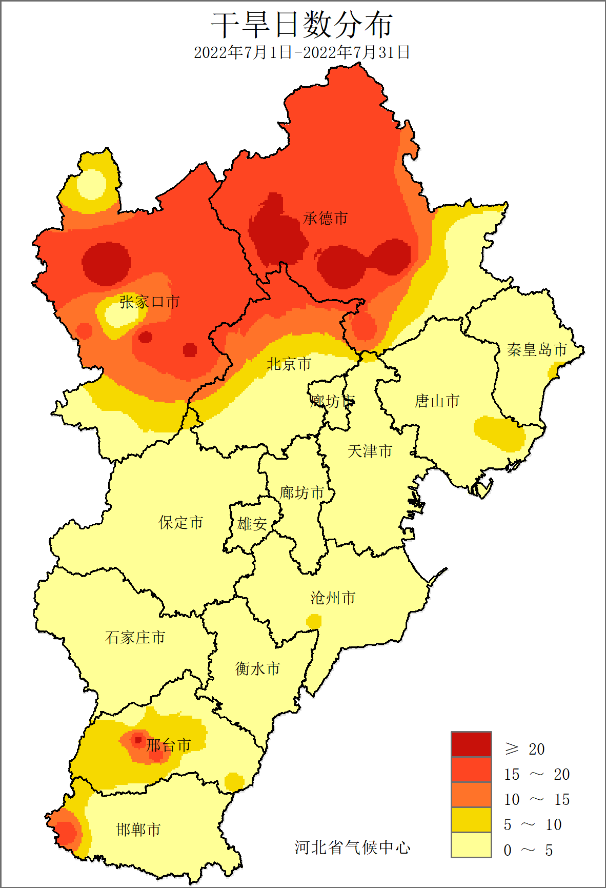 干旱日数分布
2022年7月1日-2022年7月31日
承德市
张家口市
秦皇岛市
北京市
廊坊市
唐山市
天津市
廊坊市
保定市
雄安
沧州市
石家庄市
衡水市
邢台市
邯郸市
≥ 20
15 ~ 20
10 ~ 15
5 ~ 10
0 ~ 5
河北省气候中心